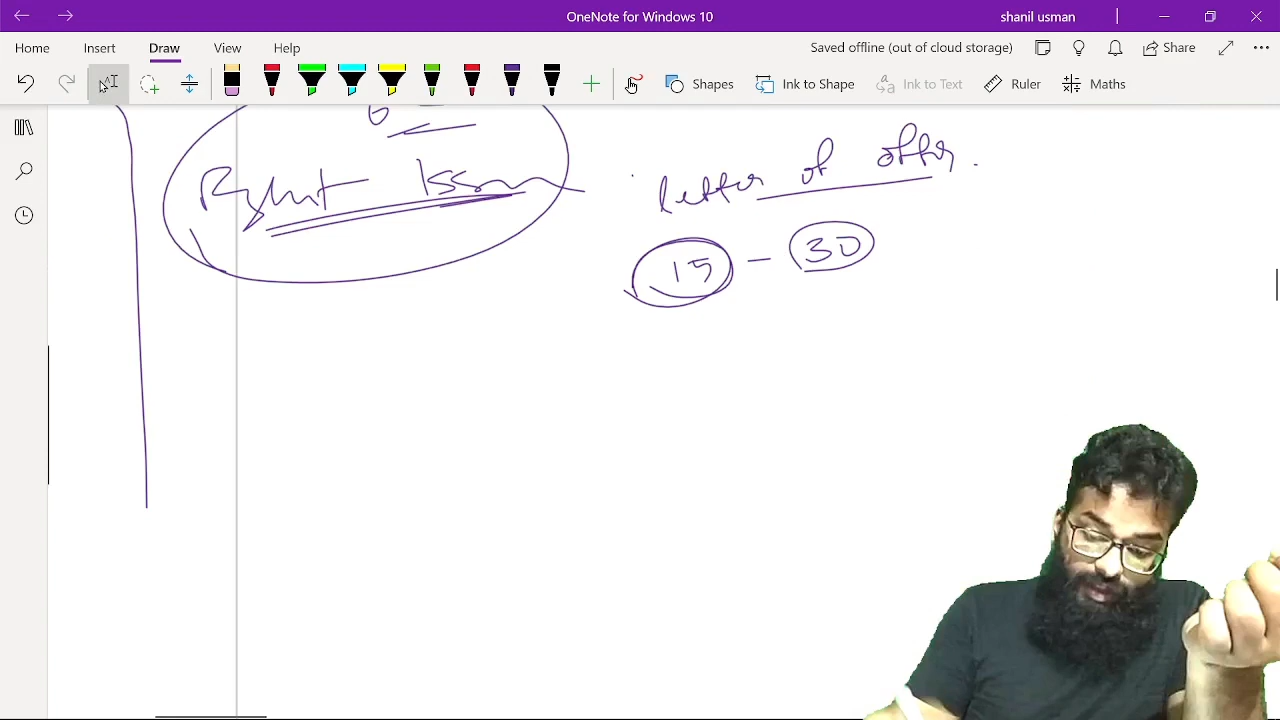 OneNote for Windows 10
shanil usman
Home Insert Draw View Help
Saved offline (out of cloud storage)
Share
Shapes
Ink to Shape
Ink to Text
Ruler
Maths
Right Issue
letter of offer
15 - 30